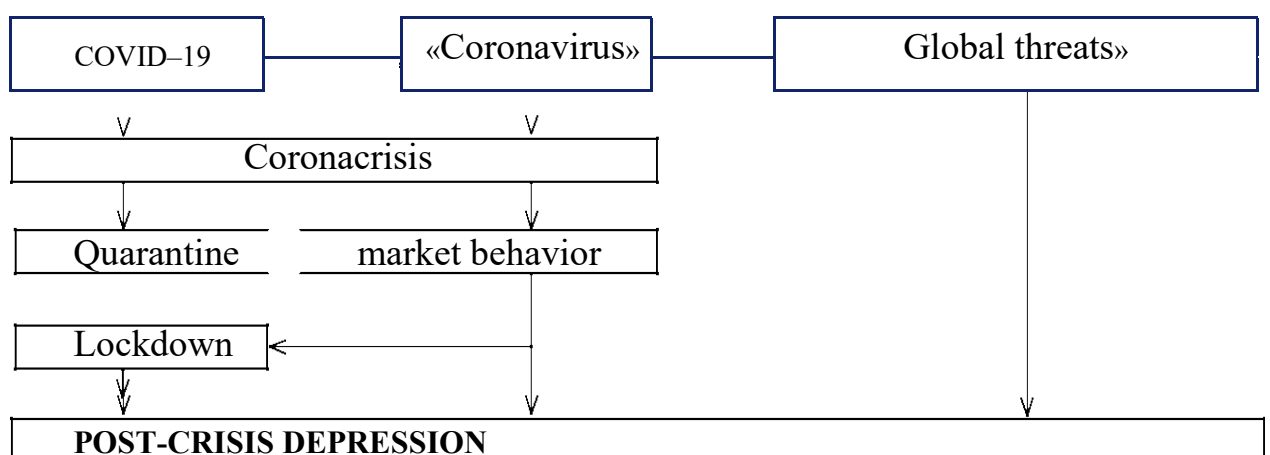 COVID–19
«Coronavirus»
Global threats»
Coronacrisis
Quarantine
market behavior
Lockdown
POST-CRISIS DEPRESSION